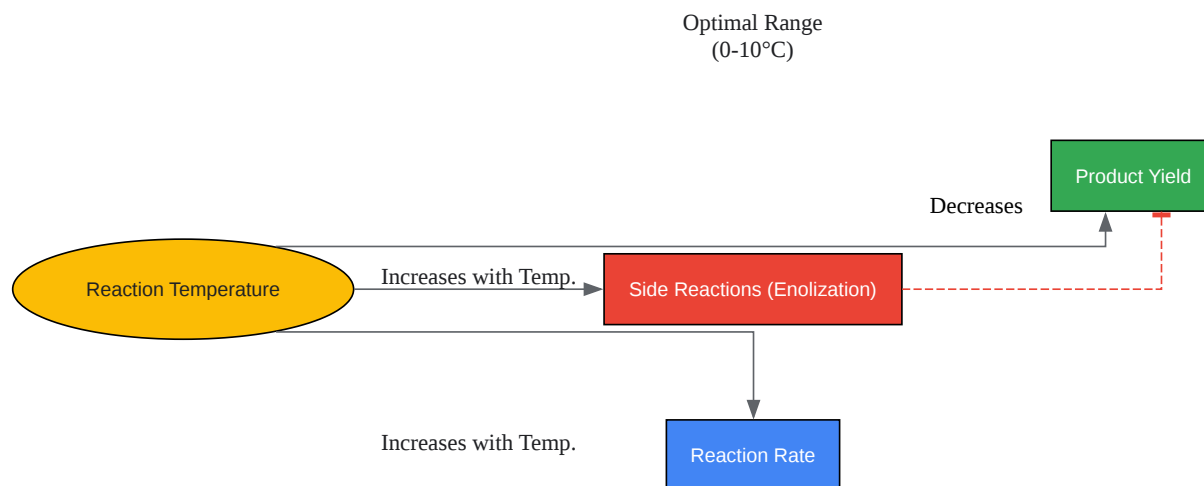 Optimal Range
(0-10°C)
Product Yield
Decreases
Increases with Temp.
Reaction Temperature
Side Reactions (Enolization)
Increases with Temp.
Reaction Rate